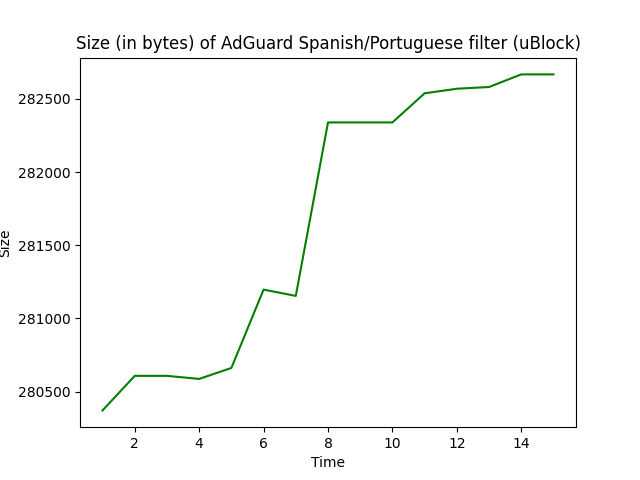 Size (in bytes) of AdGuard Spanish/Portuguese filter (uBlock)
282500
282000
281500
281000
280500
Size
2 4 6 8 10 12 14
Time